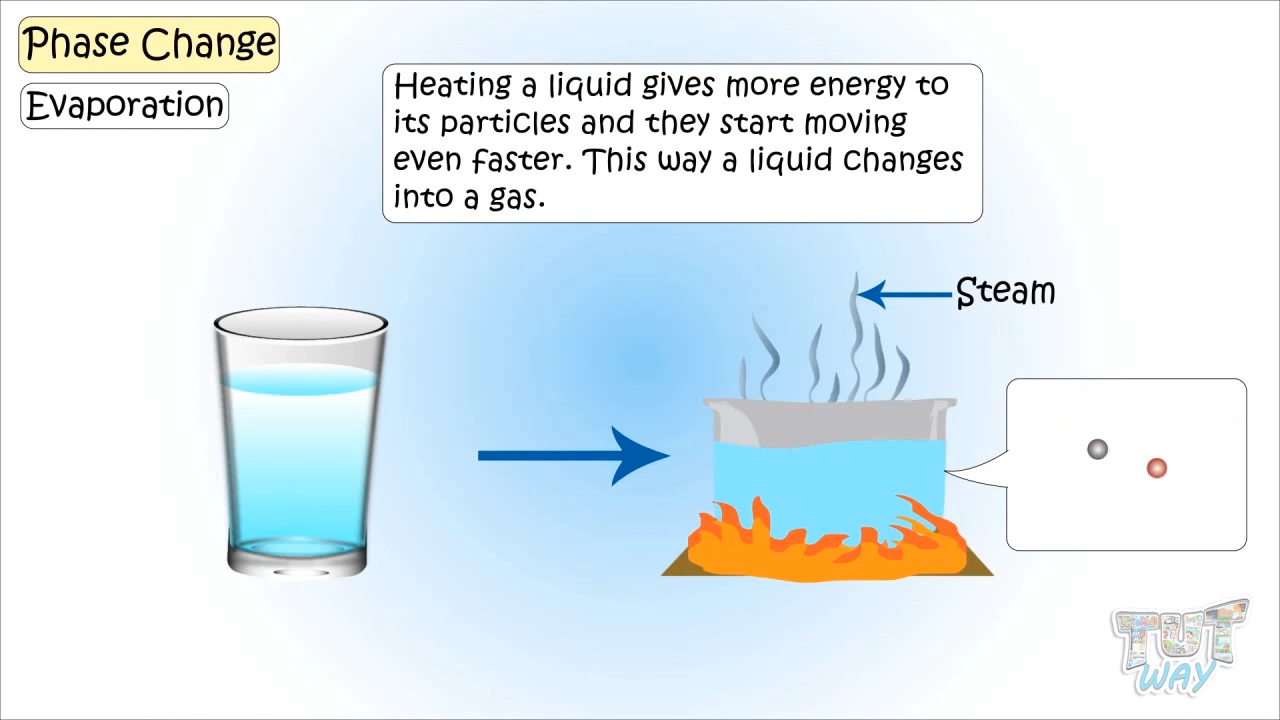 Phase Change
Evaporation
Heating a liquid gives more energy to
its particles and they start moving
even faster. This way a liquid changes
into a gas.
Steam
TUT
WAY